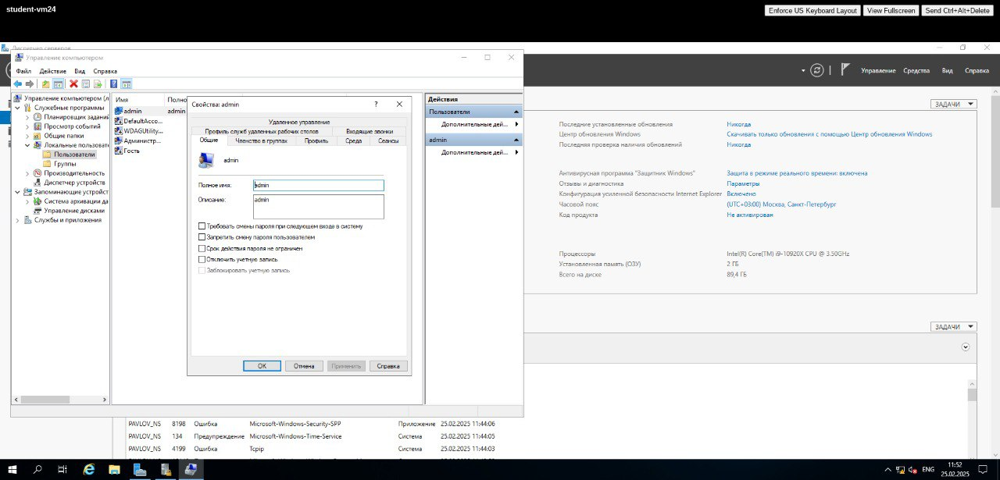 student-vm24
Enforce US Keyboard Layout
View Fullscreen
Send Ctrl+Alt+Delete
Диспетчер серверов
Управление
Средства
Вид
Справка
Управление компьютером
Файл Действие Вид Справка
Управление компьютером (л
Служебные программы
Планировщик заданий
Просмотр событий
Общие папки
Локальные пользоват
Пользователи
Группы
Производительность
Диспетчер устройств
Запоминающие устройст
Система архивации да
Управление дисками
Службы и приложения
Имя Полно
admin admin
DefaultAcco...
WDAGUtility...
Администр...
Гость
Действия
Пользователи
Дополнительные дей...
admin
Дополнительные дей...
Свойства: admin
Удаленное управление
Профиль служб удаленных рабочих столов Входящие звонки
Общие Членство в группах Профиль Среда Сеансы
admin
Полное имя: admin
Описание: admin
Требовать смены пароля при следующем входе в систему
Запретить смену пароля пользователем
Срок действия пароля не ограничен
Отключить учетную запись
Заблокировать учетную запись
ОК Отмена Применить Справка
ЗАДАЧИ
Последние установленные обновления Никогда
Центр обновления Windows Скачивать только обновления с помощью Центр обновления Windows
Последняя проверка наличия обновлений Никогда
Антивирусная программа "Защитник Windows" Защита в режиме реального времени: включена
Отзывы и диагностика Параметры
Конфигурация усиленной безопасности Internet Explorer Включено
Часовой пояс (UTC+03:00) Москва, Санкт-Петербург
Код продукта Не активирован
Процессоры Intel(R) Core(TM) i9-10920X CPU @ 3.50GHz
Установленная память (ОЗУ) 2 ГБ
Всего на диске 89,4 ГБ
ЗАДАЧИ
PAVLOV_NS 8198 Ошибка Microsoft-Windows-Security-SPP Приложение 25.02.2025 11:44:06
PAVLOV_NS 134 Предупреждение Microsoft-Windows-Time-Service Система 25.02.2025 11:44:05
PAVLOV_NS 4199 Ошибка Tcpip Система 25.02.2025 11:44:03
ENG
11:52
25.02.2025